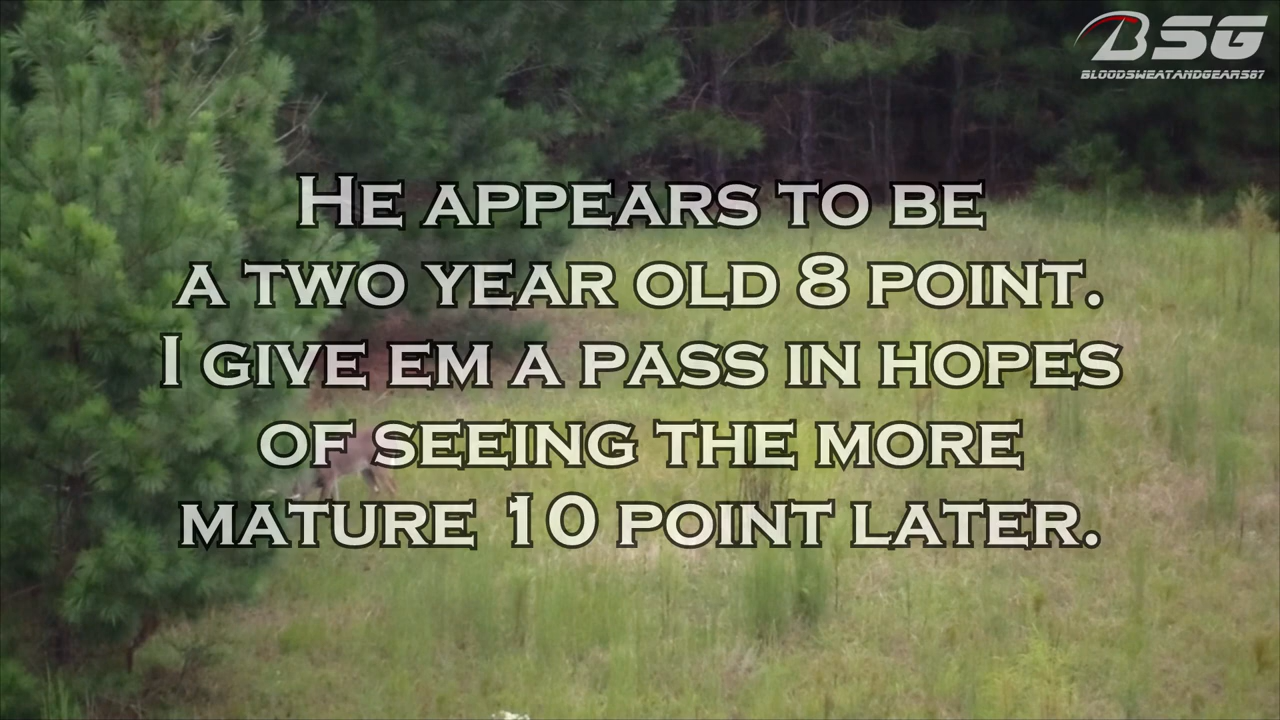 BSG
BLOODSWEATANDGEARS87
HE APPEARS TO BE
A TWO YEAR OLD 8 POINT.
I GIVE EM A PASS IN HOPES
OF SEEING THE MORE
MATURE 10 POINT LATER.